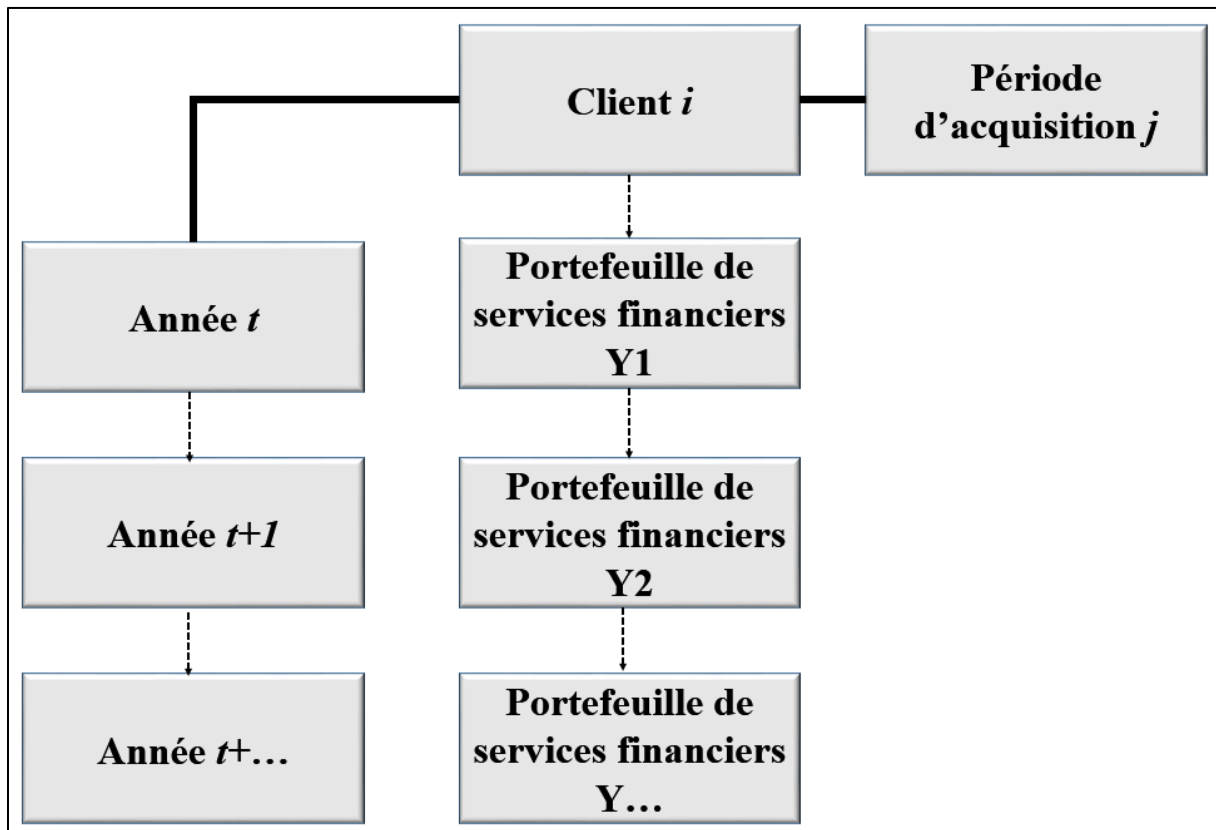 Client i
Période
d’acquisition j
Année t
Portefeuille de
services financiers
Y1
Année t+1
Portefeuille de
services financiers
Y2
Année t+…
Portefeuille de
services financiers
Y…